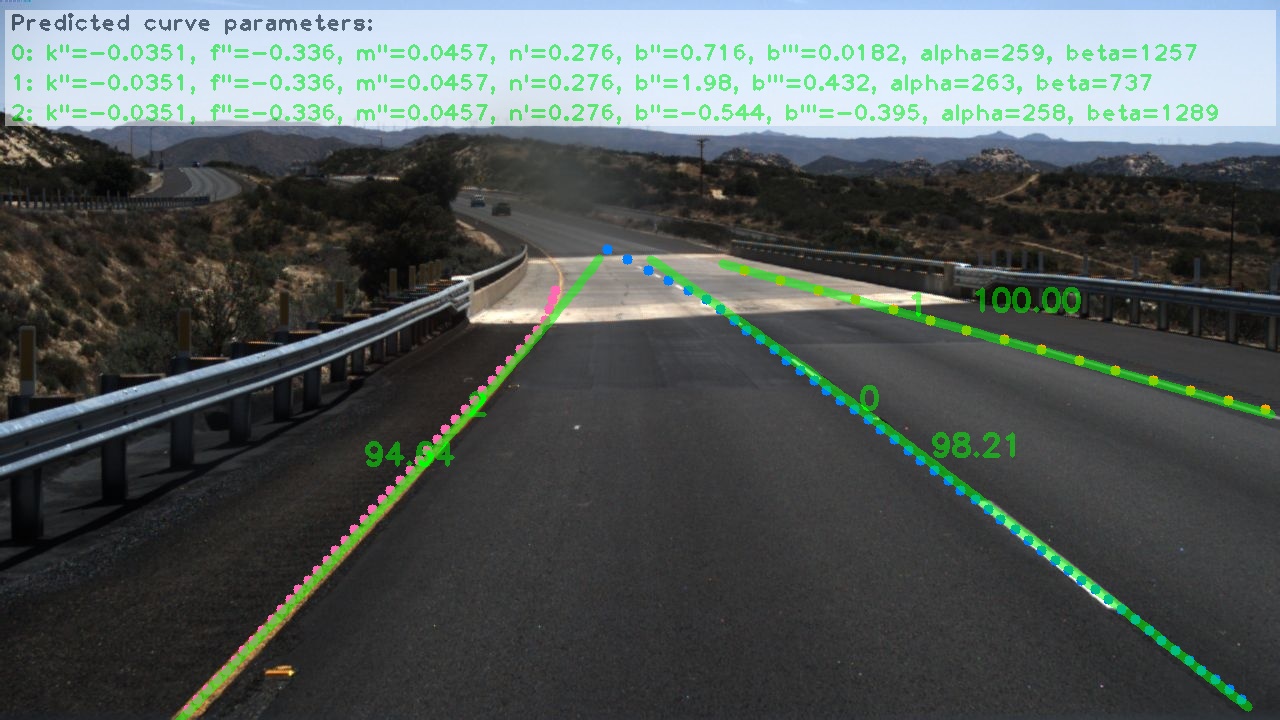 Predicted curve parameters:
0: k''=-0.0351, f''=-0.336, m''=0.0457, n'=0.276, b''=0.716, b'''=0.0182, alpha=259, beta=1257
1: k''=-0.0351, f''=-0.336, m''=0.0457, n'=0.276, b''=1.98, b'''=0.432, alpha=263, beta=737
2: k''=-0.0351, f''=-0.336, m''=0.0457, n'=0.276, b''=-0.544, b'''=-0.395, alpha=258, beta=1289
1 100.00
0
2
98.21
94.04